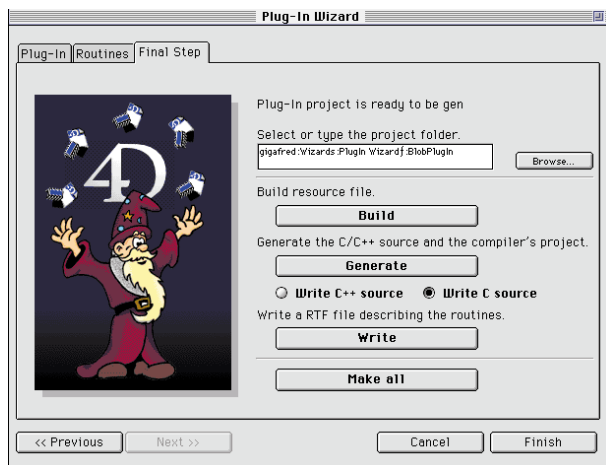 Plug-In Wizard
Plug-In Routines Final Step
4D
Plug-In project is ready to be gen
Select or type the project folder.
gigafred:Wizards:PlugIn Wizardƒ:BlobPlugIn
Browse...
Build resource file.
Build
Generate the C/C++ source and the compiler's project.
Generate
Write C++ source Write C source
Write a RTF file describing the routines.
Write
Make all
<< Previous Next >> Cancel Finish